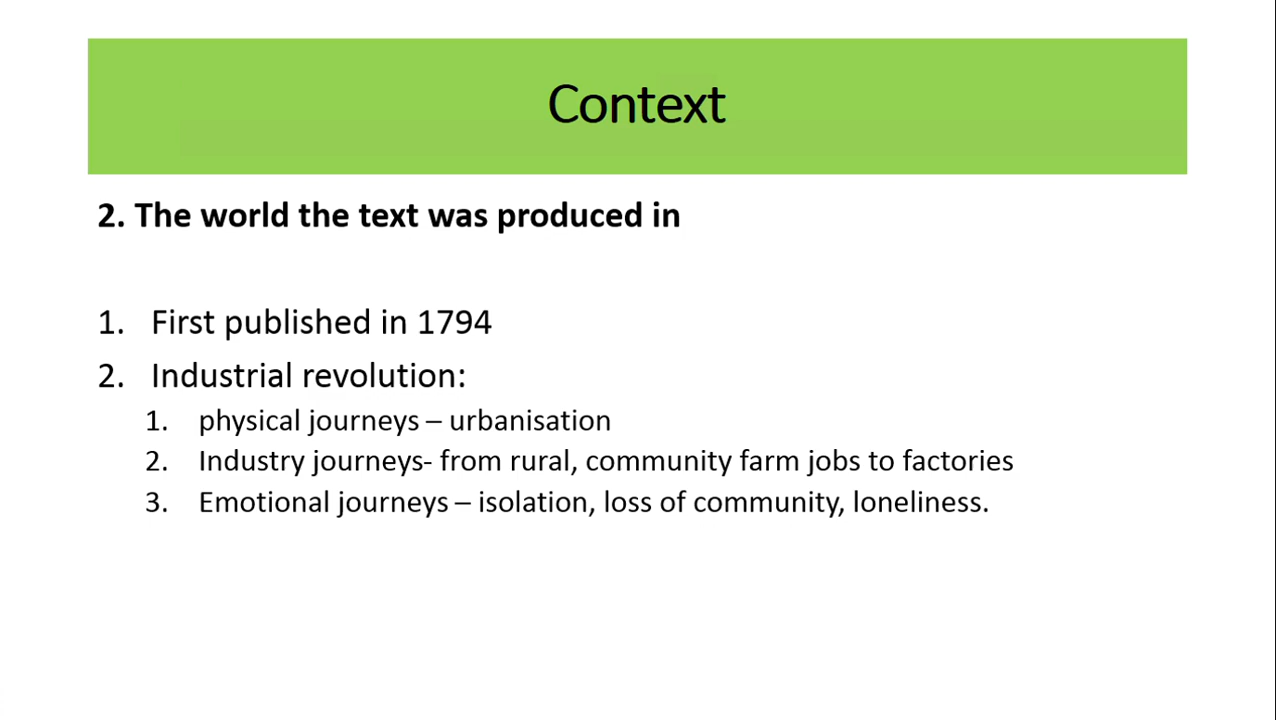 Context
2. The world the text was produced in
1. First published in 1794
2. Industrial revolution:
1. physical journeys – urbanisation
2. Industry journeys- from rural, community farm jobs to factories
3. Emotional journeys – isolation, loss of community, loneliness.